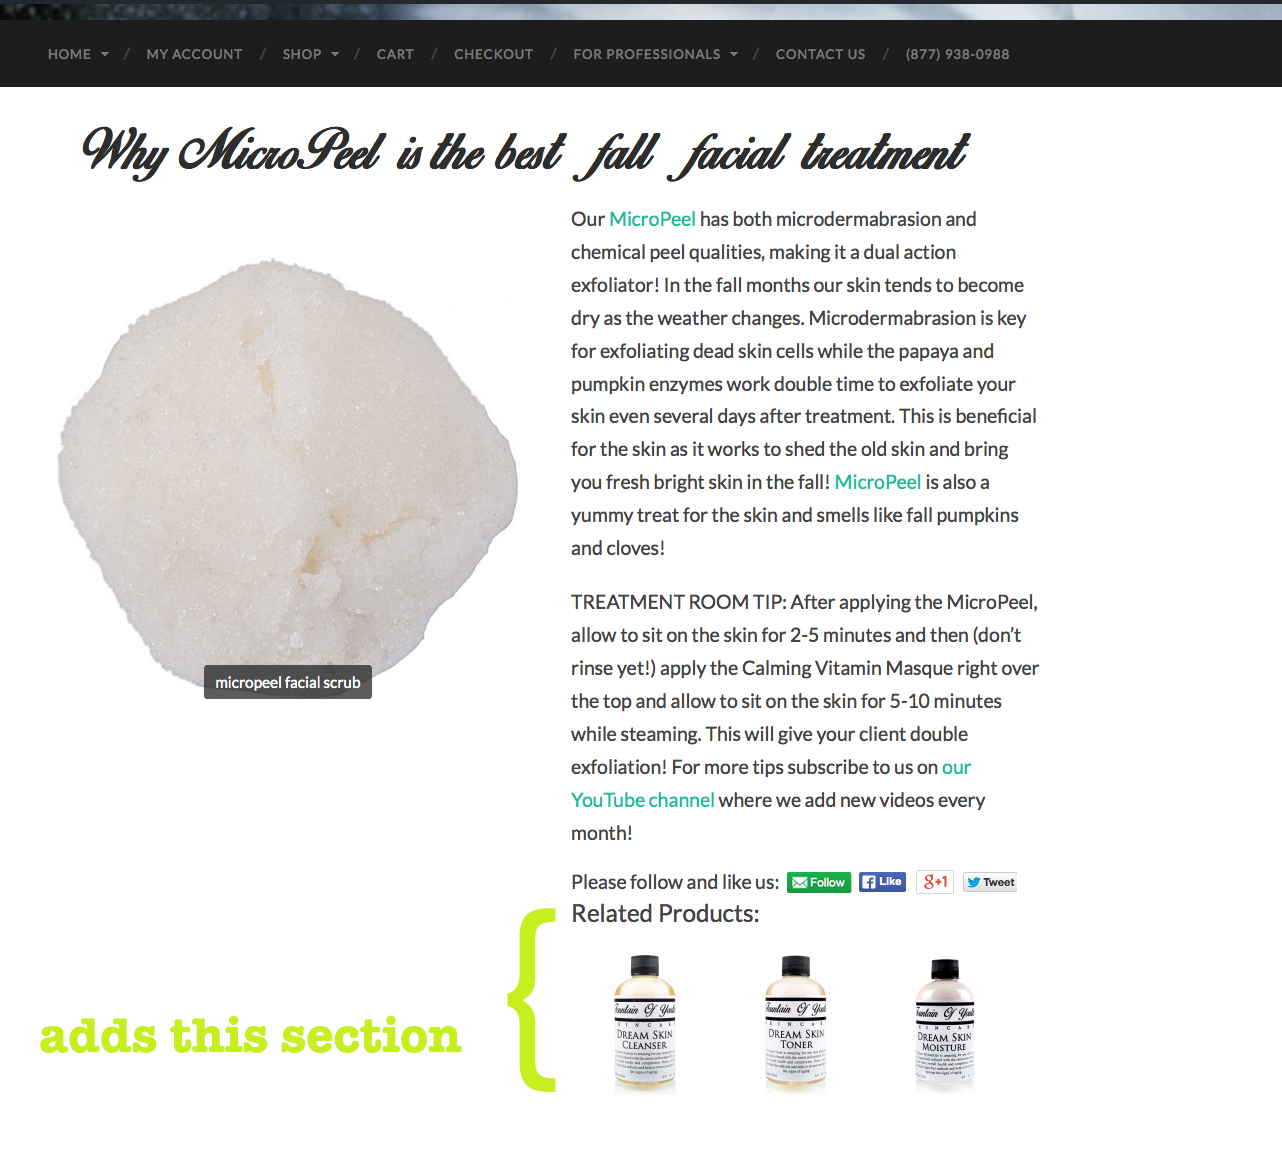 HOME / MY ACCOUNT / SHOP / CART / CHECKOUT / FOR PROFESSIONALS / CONTACT US / (877) 938-0988
Why MicroPeel is the best fall facial treatment
micropeel facial scrub
Our MicroPeel has both microdermabrasion and
chemical peel qualities, making it a dual action
exfoliator! In the fall months our skin tends to become
dry as the weather changes. Microdermabrasion is key
for exfoliating dead skin cells while the papaya and
pumpkin enzymes work double time to exfoliate your
skin even several days after treatment. This is beneficial
for the skin as it works to shed the old skin and bring
you fresh bright skin in the fall! MicroPeel is also a
yummy treat for the skin and smells like fall pumpkins
and cloves!
TREATMENT ROOM TIP: After applying the MicroPeel,
allow to sit on the skin for 2-5 minutes and then (don’t
rinse yet!) apply the Calming Vitamin Masque right over
the top and allow to sit on the skin for 5-10 minutes
while steaming. This will give your client double
exfoliation! For more tips subscribe to us on our
YouTube channel where we add new videos every
month!
Please follow and like us: Follow Like g+1 Tweet
Related Products:
adds this section {
Fountain Of Youth
SKINCARE
DREAM SKIN
CLEANSER
Fountain Of Youth
SKINCARE
DREAM SKIN
TONER
Fountain Of Youth
SKINCARE
DREAM SKIN
MOISTURE